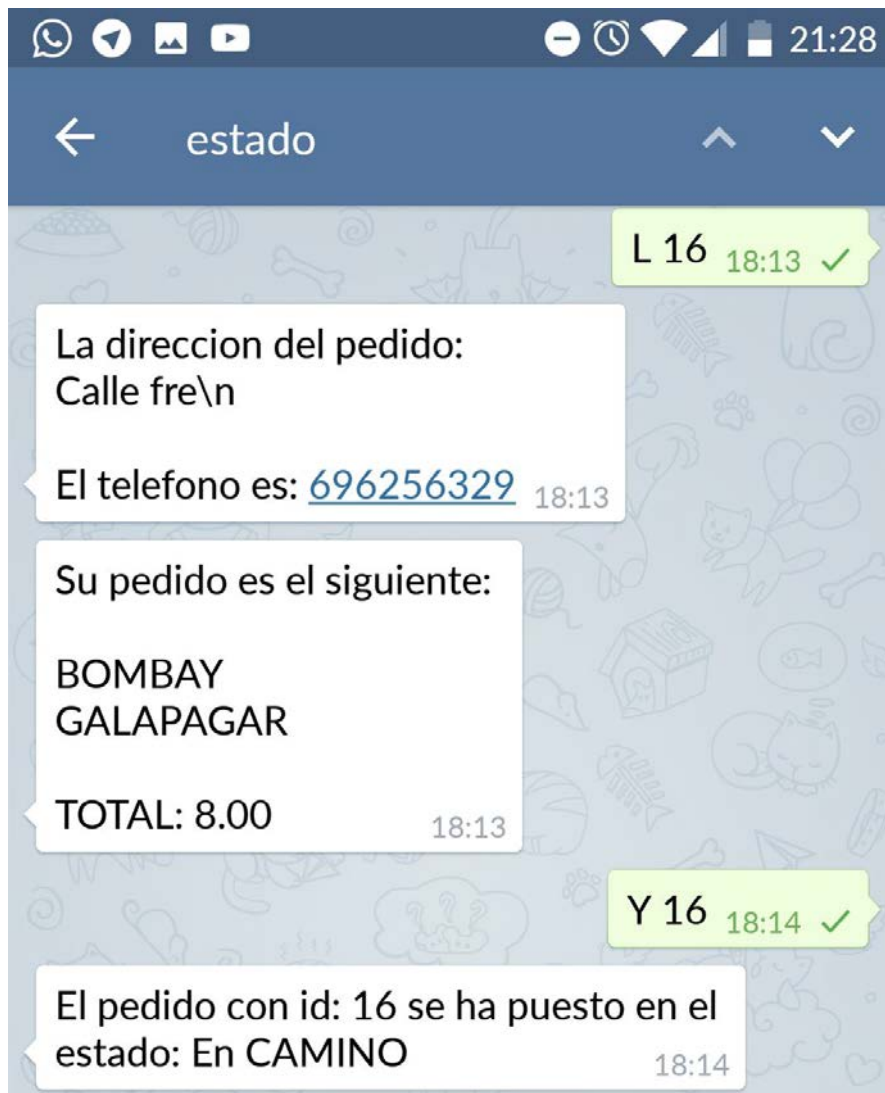 21:28
estado
L 16 18:13
La direccion del pedido:
Calle fre\n
El telefono es: 696256329 18:13
Su pedido es el siguiente:
BOMBAY
GALAPAGAR
TOTAL: 8.00 18:13
Y 16 18:14
El pedido con id: 16 se ha puesto en el
estado: En CAMINO 18:14